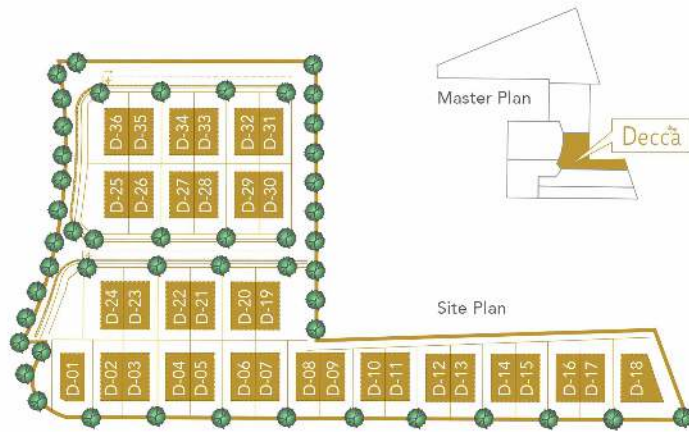 Master Plan
Decca
D-36 D-35 D-34 D-33 D-32 D-31
D-25 D-26 D-27 D-28 D-29 D-30
D-24 D-23 D-22 D-21 D-20 D-19
Site Plan
D-01 D-02 D-03 D-04 D-05 D-06 D-07 D-08 D-09 D-10 D-11 D-12 D-13 D-14 D-15 D-16 D-17 D-18